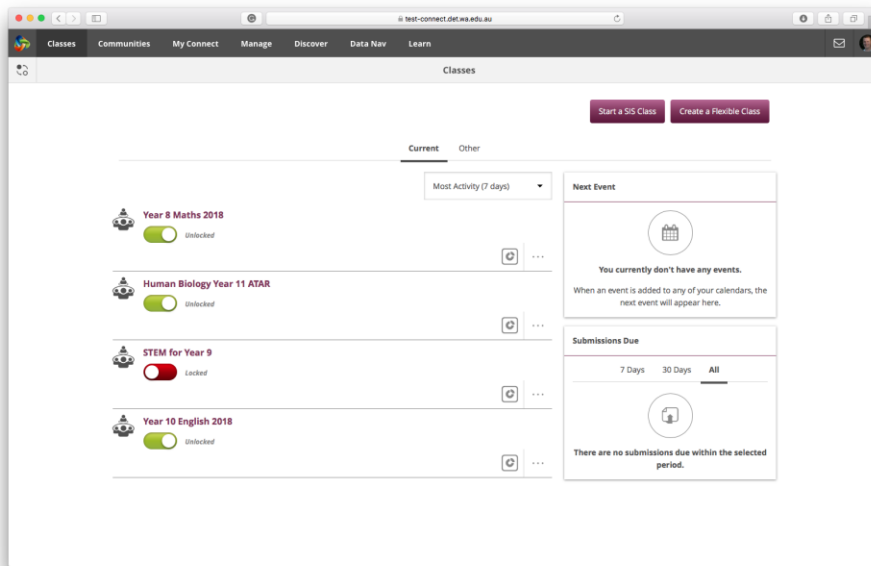 test-connect.det.wa.edu.au
Classes Communities My Connect Manage Discover Data Nav Learn
Classes
Start a SIS Class Create a Flexible Class
Current Other
Most Activity (7 days)
Year 8 Maths 2018
Unlocked
Human Biology Year 11 ATAR
Unlocked
STEM for Year 9
Locked
Year 10 English 2018
Unlocked
Next Event
You currently don't have any events.
When an event is added to any of your calendars, the
next event will appear here.
Submissions Due
7 Days 30 Days All
There are no submissions due within the selected
period.